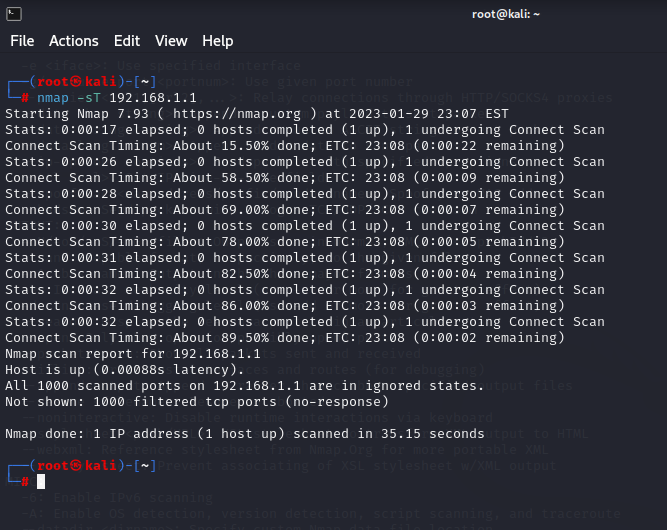 root@kali: ~
File Actions Edit View Help
┌──(root㉿kali)-[~]
└─# nmap -sT 192.168.1.1
Starting Nmap 7.93 ( https://nmap.org ) at 2023-01-29 23:07 EST
Stats: 0:00:17 elapsed; 0 hosts completed (1 up), 1 undergoing Connect Scan
Connect Scan Timing: About 15.50% done; ETC: 23:08 (0:00:22 remaining)
Stats: 0:00:26 elapsed; 0 hosts completed (1 up), 1 undergoing Connect Scan
Connect Scan Timing: About 58.50% done; ETC: 23:08 (0:00:09 remaining)
Stats: 0:00:28 elapsed; 0 hosts completed (1 up), 1 undergoing Connect Scan
Connect Scan Timing: About 69.00% done; ETC: 23:08 (0:00:07 remaining)
Stats: 0:00:30 elapsed; 0 hosts completed (1 up), 1 undergoing Connect Scan
Connect Scan Timing: About 78.00% done; ETC: 23:08 (0:00:05 remaining)
Stats: 0:00:31 elapsed; 0 hosts completed (1 up), 1 undergoing Connect Scan
Connect Scan Timing: About 82.50% done; ETC: 23:08 (0:00:04 remaining)
Stats: 0:00:32 elapsed; 0 hosts completed (1 up), 1 undergoing Connect Scan
Connect Scan Timing: About 86.00% done; ETC: 23:08 (0:00:03 remaining)
Stats: 0:00:32 elapsed; 0 hosts completed (1 up), 1 undergoing Connect Scan
Connect Scan Timing: About 89.50% done; ETC: 23:08 (0:00:02 remaining)
Nmap scan report for 192.168.1.1
Host is up (0.00088s latency).
All 1000 scanned ports on 192.168.1.1 are in ignored states.
Not shown: 1000 filtered tcp ports (no-response)
Nmap done: 1 IP address (1 host up) scanned in 35.15 seconds
┌──(root㉿kali)-[~]
└─#